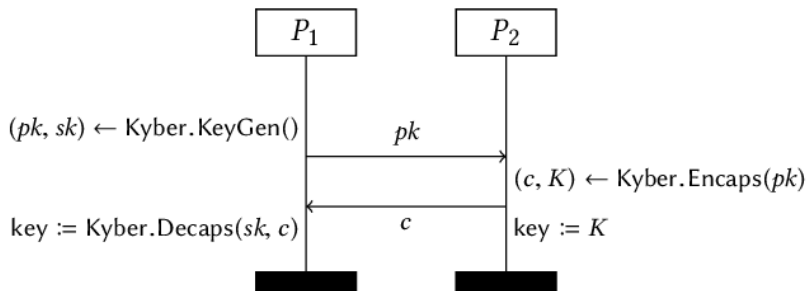 P₁ P₂
(pk, sk) ← Kyber.KeyGen()
pk
(c, K) ← Kyber.Encaps(pk)
c
key := Kyber.Decaps(sk, c) key := K